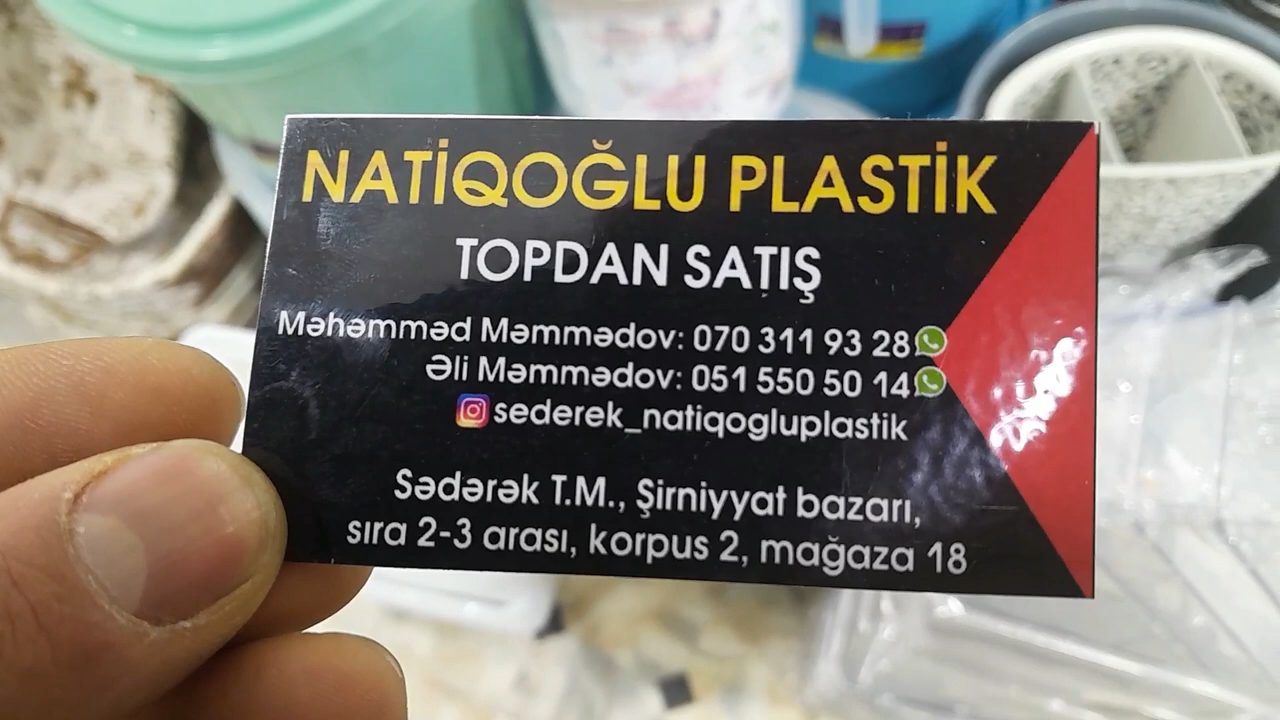 NATİQOĞLU PLASTİK
TOPDAN SATIŞ
Məhəmməd Məmmədov: 070 311 93 28
Əli Məmmədov: 051 550 50 14
sederek_natiqogluplastik
Sədərək T.M., Şirniyyat bazarı,
sıra 2-3 arası, korpus 2, mağaza 18